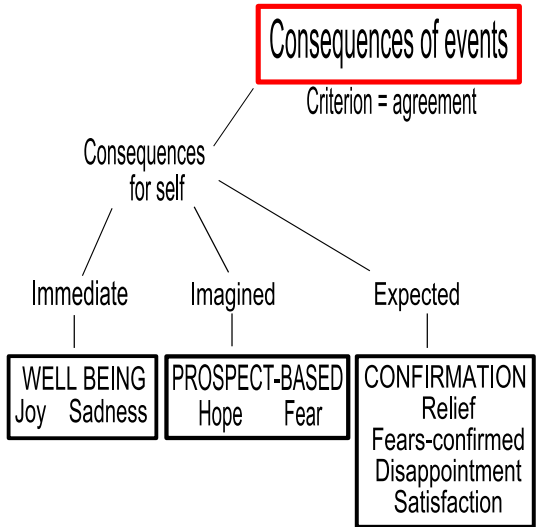 Consequences of events
Criterion = agreement
Consequences
for self
Immediate
Imagined
Expected
WELL BEING
Joy Sadness
PROSPECT-BASED
Hope Fear
CONFIRMATION
Relief
Fears-confirmed
Disappointment
Satisfaction